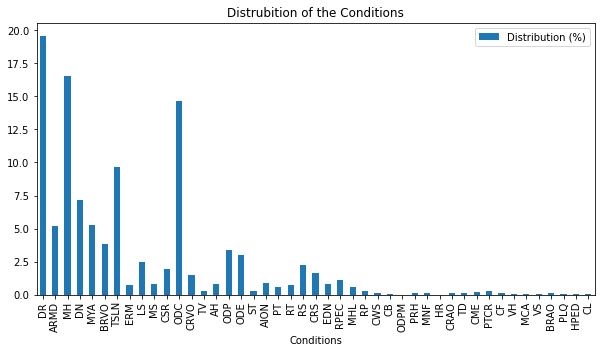 Distrubition of the Conditions
Distribution (%)
20.0
17.5
15.0
12.5
10.0
7.5
5.0
2.5
0.0
DR ARMD MH DN MYA BRVO TSLN ERM LS MS CSR ODC CRVO TV AH ODP ODE ST AION PT RT RS CRS EDN RPEC MHL RP CWS CB ODPM PRH MNF HR CRAO TD CME PTCR CF VH MCA VS BRAO PLQ HPED CL
Conditions